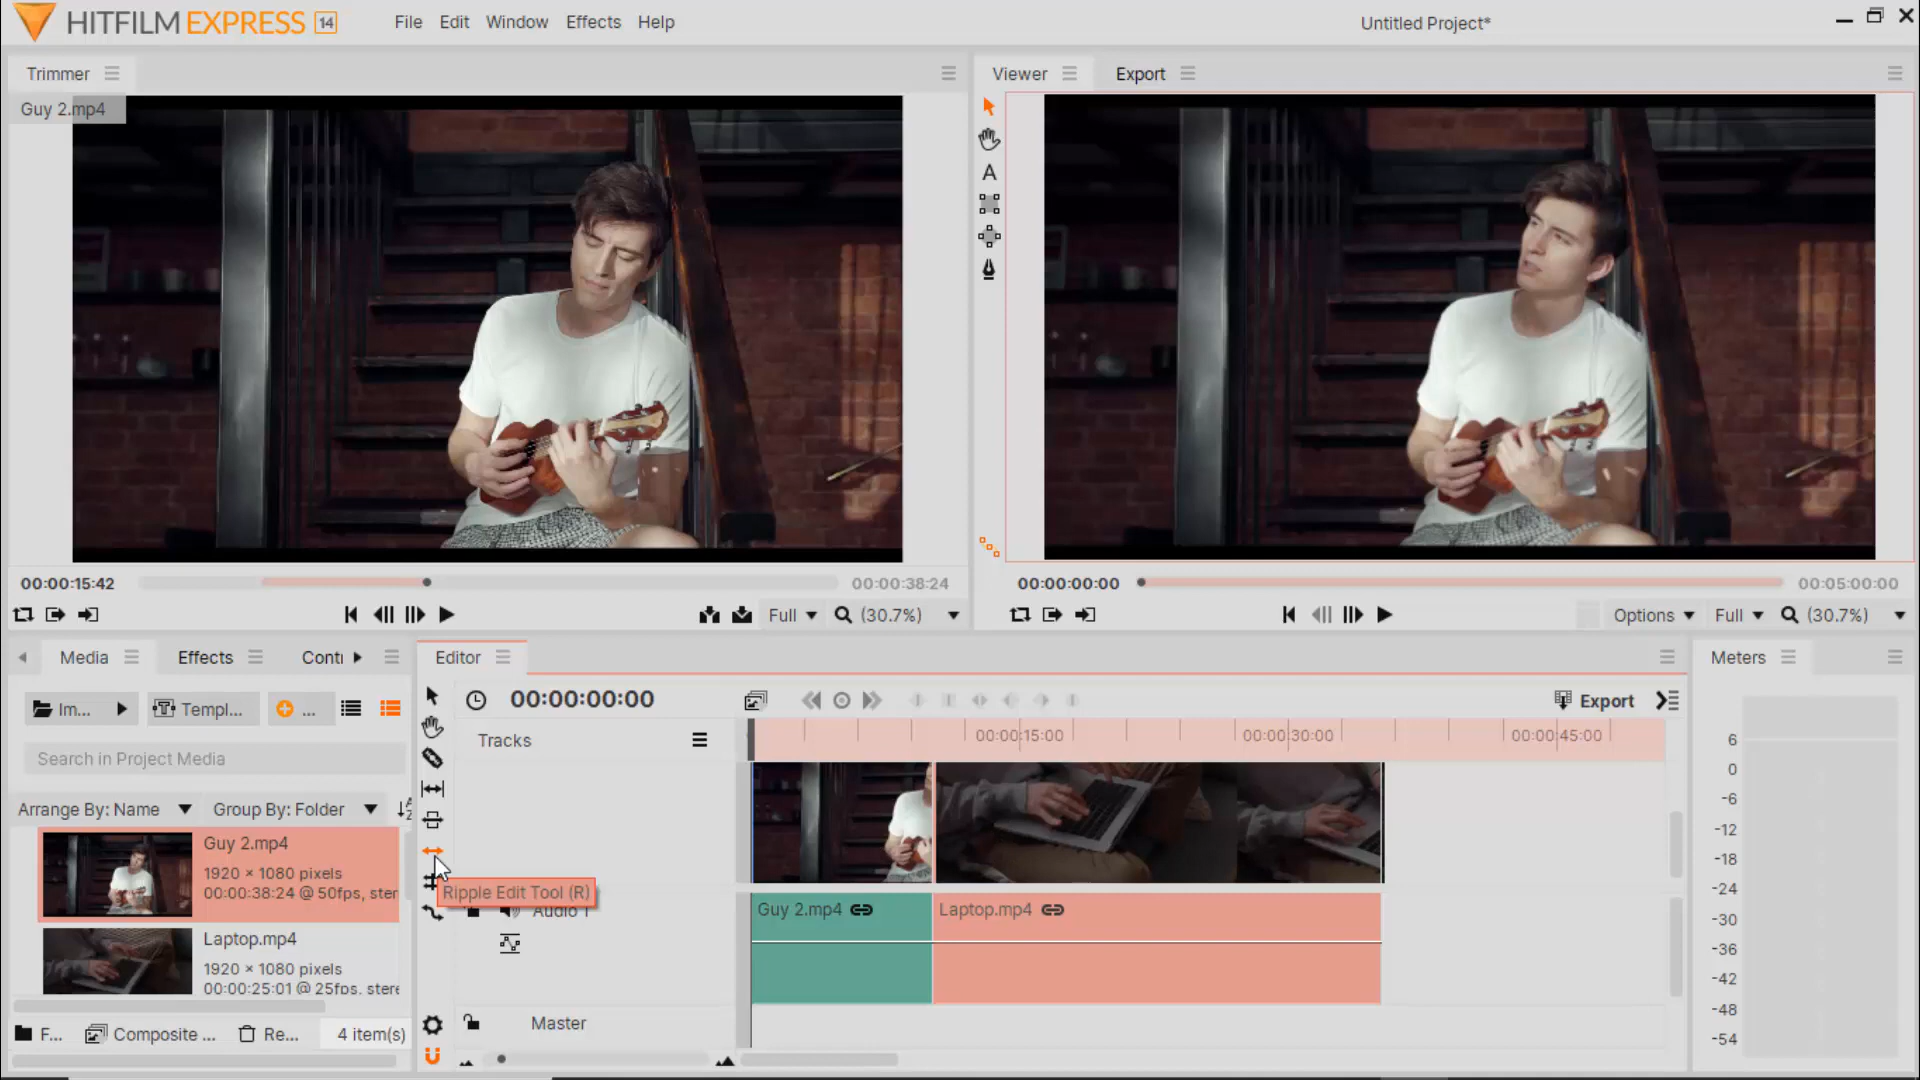 HITFILM EXPRESS 14
File Edit Window Effects Help
Untitled Project*
Trimmer
Viewer Export
Guy 2.mp4
A
00:00:15:42
00:00:38:24
00:00:00:00
00:05:00:00
Full (30.7%)
Options Full (30.7%)
Media Effects Conti
Editor
Meters
Im... Templ... ...
00:00:00:00
Export
Search in Project Media
Tracks
00:00:15:00 00:00:30:00 00:00:45:00
Arrange By: Name Group By: Folder
Guy 2.mp4
1920 × 1080 pixels
00:00:38:24 @ 50fps, ster
Laptop.mp4
1920 × 1080 pixels
00:00:25:01 @ 25fps, stere
Ripple Edit Tool (R)
Audio 1
Guy 2.mp4 Laptop.mp4
F... Composite ... Re... 4 item(s)
Master
6
0
-6
-12
-18
-24
-30
-36
-42
-48
-54